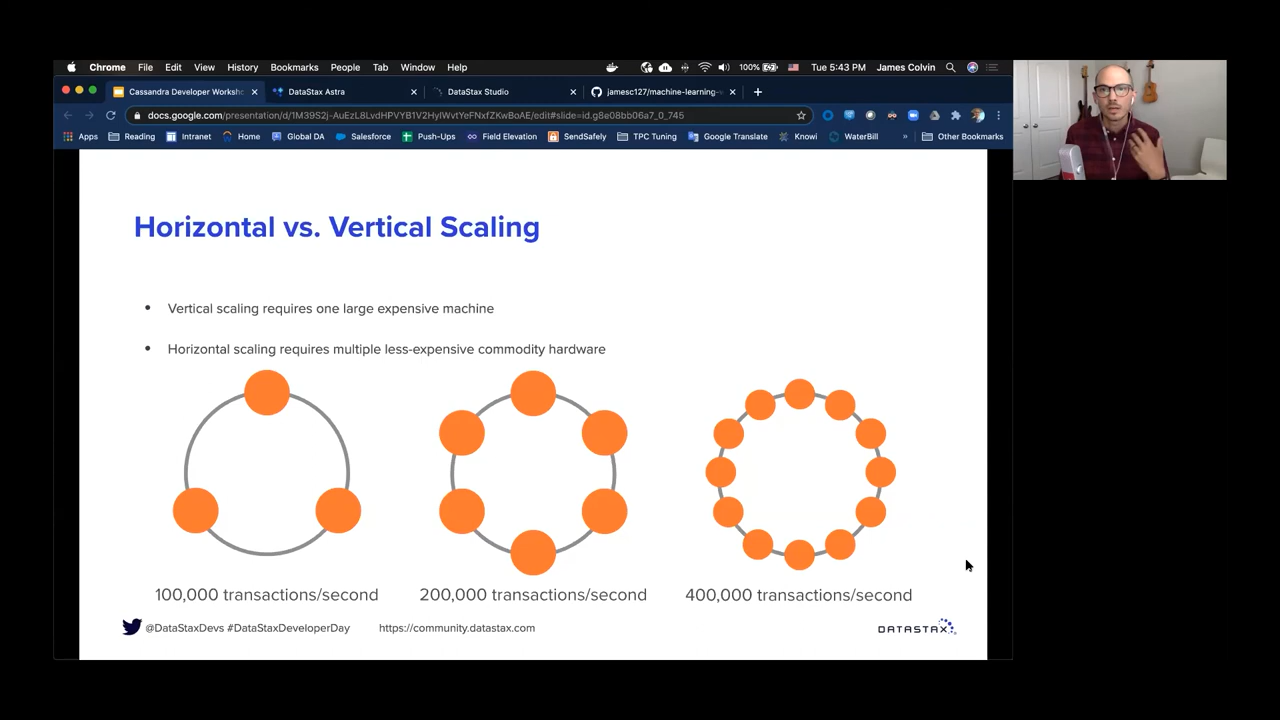 Chrome File Edit View History Bookmarks People Tab Window Help 100% Tue 5:43 PM James Colvin
Cassandra Developer Worksho DataStax Astra DataStax Studio jamesc127/machine-learning-
docs.google.com/presentation/d/1M39S2j-AuEzL8LvdHPVYB1V2HyIWvtYeFNxfZKwBoAE/edit#slide=id.g8e08bb06a7_0_745
Apps Reading Intranet Home Global DA Salesforce Push-Ups Field Elevation SendSafely TPC Tuning Google Translate Knowi WaterBill » Other Bookmarks
Horizontal vs. Vertical Scaling
• Vertical scaling requires one large expensive machine
• Horizontal scaling requires multiple less-expensive commodity hardware
100,000 transactions/second 200,000 transactions/second 400,000 transactions/second
@DataStaxDevs #DataStaxDeveloperDay https://community.datastax.com DATASTAX